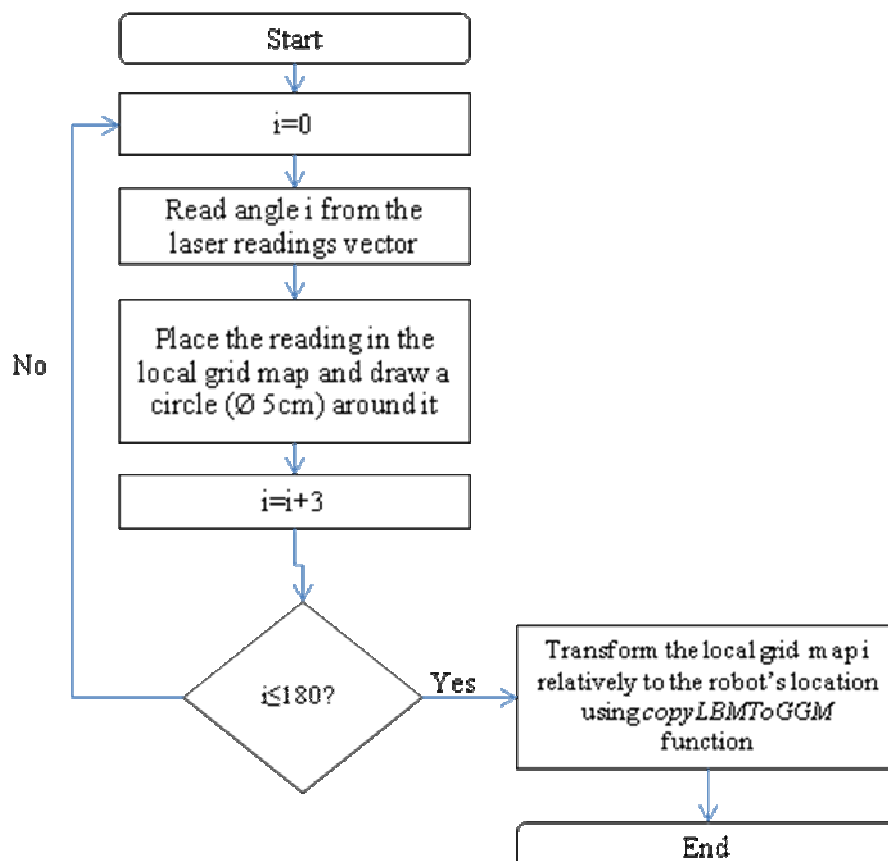 Start
i=0
Read angle i from the
laser readings vector
Place the reading in the
local grid map and draw a
circle (Ø 5cm) around it
No
i=i+3
i≤180?
Yes
Transform the local grid map i
relatively to the robot's location
using copyLBMToGGM
function
End